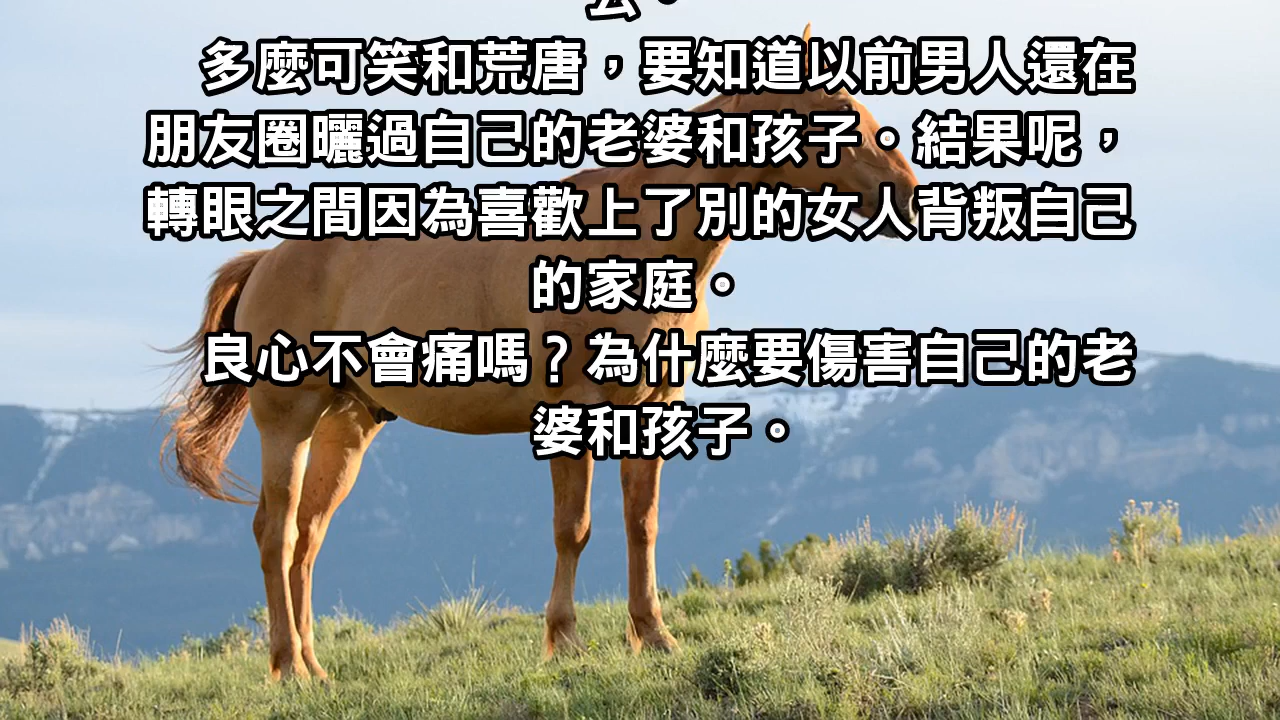 多麼可笑和荒唐，要知道以前男人還在
朋友圈曬過自己的老婆和孩子。結果呢，
轉眼之間因為喜歡上了別的女人背叛自己
的家庭。
良心不會痛嗎？為什麼要傷害自己的老
婆和孩子。